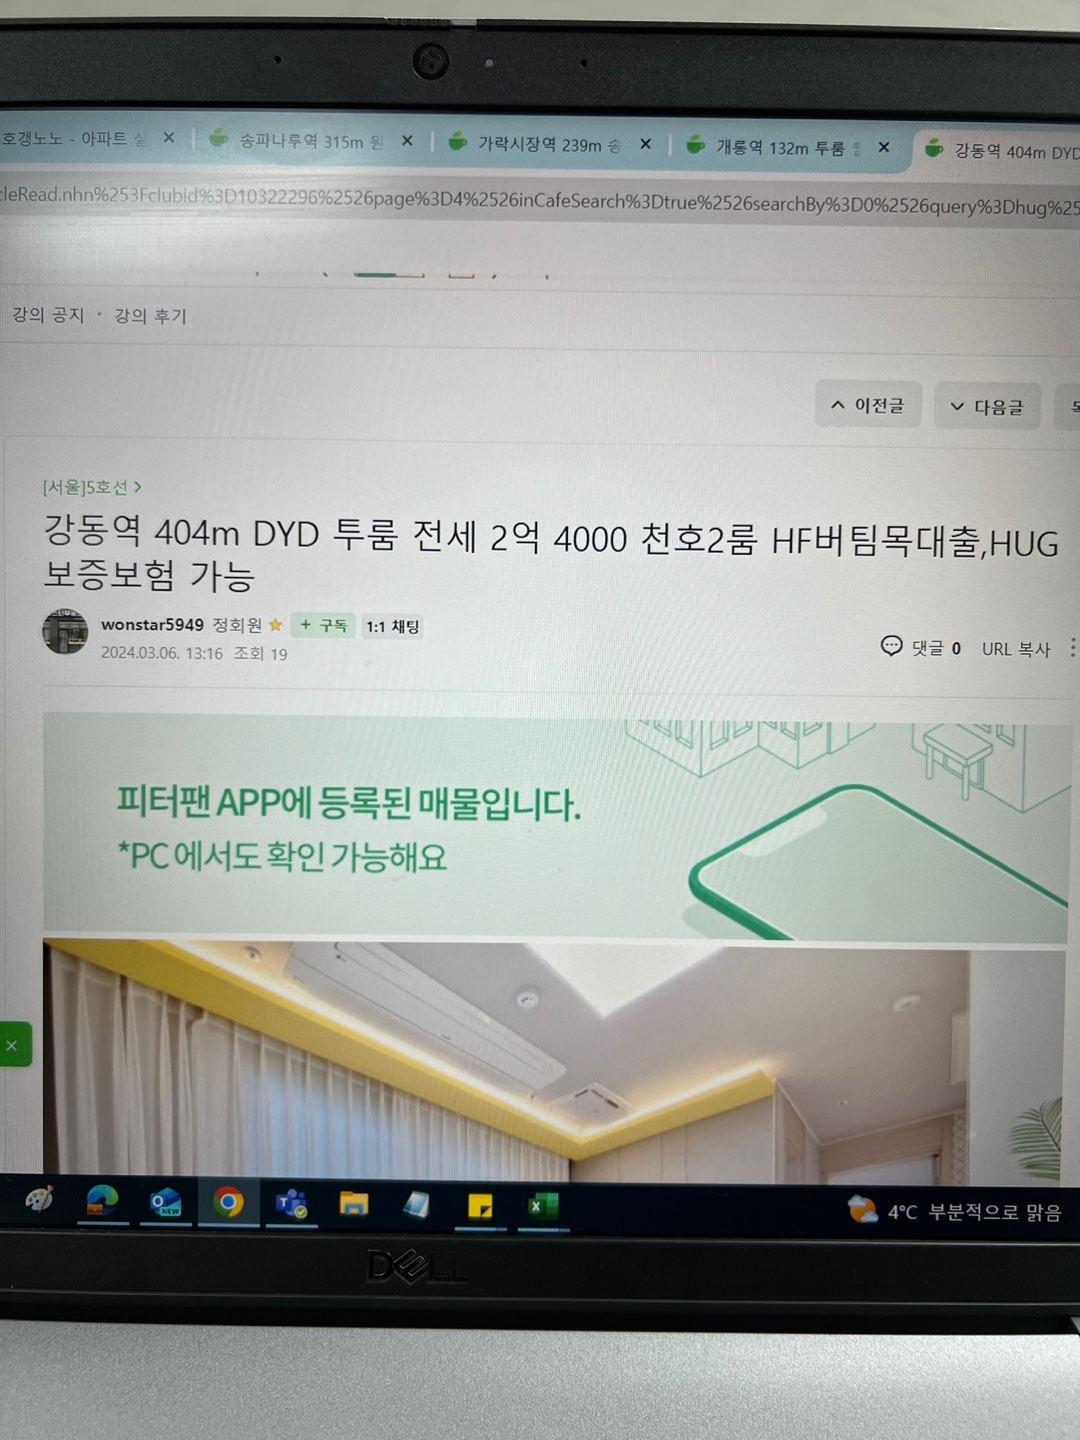 호갱노노 - 아파트 실
송파나루역 315m 원
가락시장역 239m 송
개롱역 132m 투룸
강동역 404m DYD
cleRead.nhn%253Fclubid%3D10322296%2526page%3D4%2526inCafeSearch%3Dtrue%2526searchBy%3D0%2526query%3Dhug%25
강의 공지 · 강의 후기
이전글 다음글
[서울]5호선 >
강동역 404m DYD 투룸 전세 2억 4000 천호2룸 HF버팀목대출,HUG
보증보험 가능
wonstar5949 정회원 + 구독 1:1 채팅
2024.03.06. 13:16 조회 19
댓글 0 URL 복사
피터팬 APP에 등록된 매물입니다.
*PC에서도 확인 가능해요
NEW
4°C 부분적으로 맑음
DELL